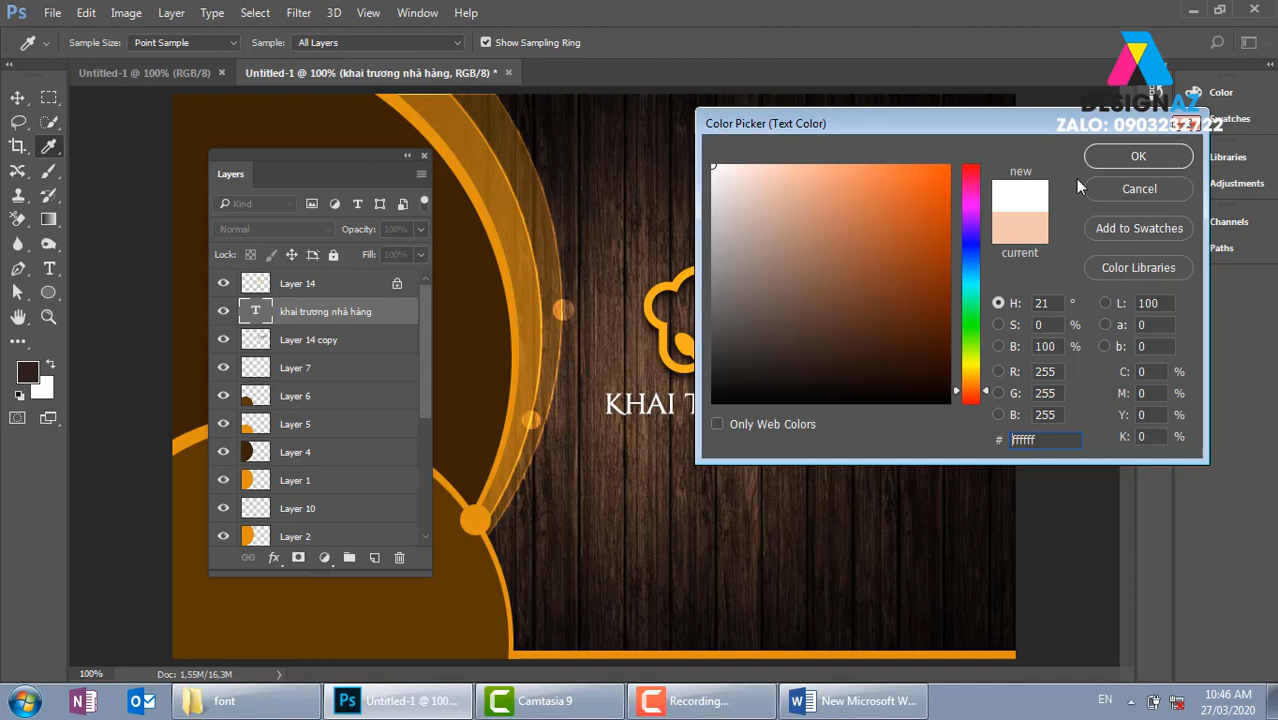 Ps File Edit Image Layer Type Select Filter 3D View Window Help
Sample Size: Point Sample Sample: All Layers Show Sampling Ring
Untitled-1 @ 100% (RGB/8) × Untitled-1 @ 100% (khai trương nhà hàng, RGB/8) * ×
DESIGNAZ
ZALO: 0903232722
Color
Swatches
Libraries
Adjustments
Channels
Paths
Layers
Kind
Normal Opacity: 100%
Lock: Fill: 100%
Layer 14
T khai trương nhà hàng
Layer 14 copy
Layer 7
Layer 6
Layer 5
Layer 4
Layer 1
Layer 10
Layer 2
fx
KHAI T
Color Picker (Text Color)
new
current
OK
Cancel
Add to Swatches
Color Libraries
H: 21 ° L: 100
S: 0 % a: 0
B: 100 % b: 0
R: 255 C: 0 %
G: 255 M: 0 %
B: 255 Y: 0 %
# ffffff K: 0 %
Only Web Colors
100% Doc: 1,55M/16,3M
font
Ps Untitled-1 @ 100...
Camtasia 9
Recording...
New Microsoft W...
EN
10:46 AM
27/03/2020